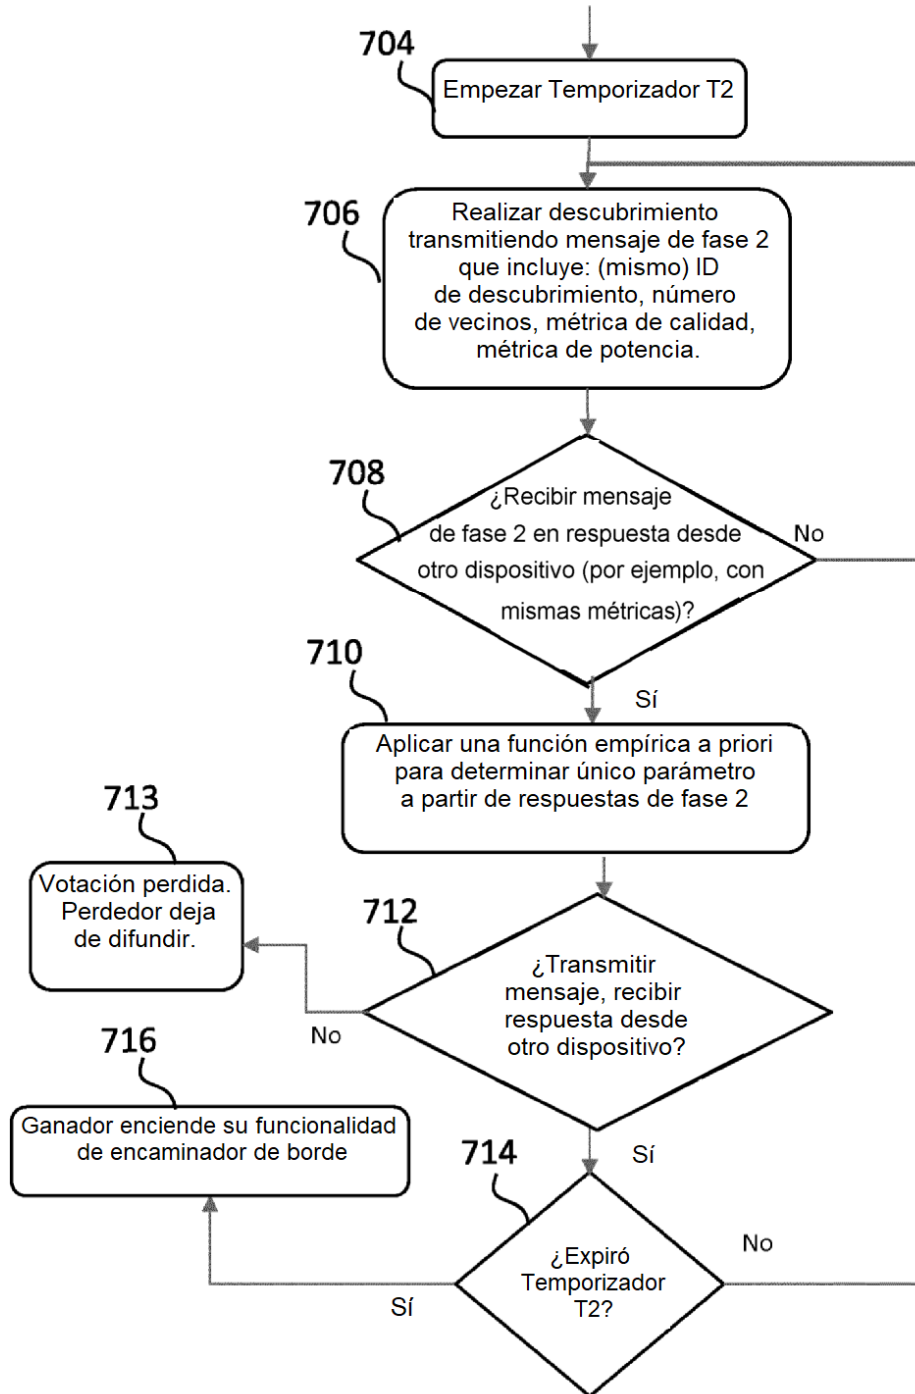 704
Empezar Temporizador T2
706
Realizar descubrimiento
transmitiendo mensaje de fase 2
que incluye: (mismo) ID
de descubrimiento, número
de vecinos, métrica de calidad,
métrica de potencia.
708
¿Recibir mensaje
de fase 2 en respuesta desde
otro dispositivo (por ejemplo, con
mismas métricas)?
No
Sí
710
Aplicar una función empírica a priori
para determinar único parámetro
a partir de respuestas de fase 2
713
Votación perdida.
Perdedor deja
de difundir.
712
¿Transmitir
mensaje, recibir
respuesta desde
otro dispositivo?
No
Sí
716
Ganador enciende su funcionalidad
de encaminador de borde
714
¿Expiró
Temporizador
T2?
No
Sí